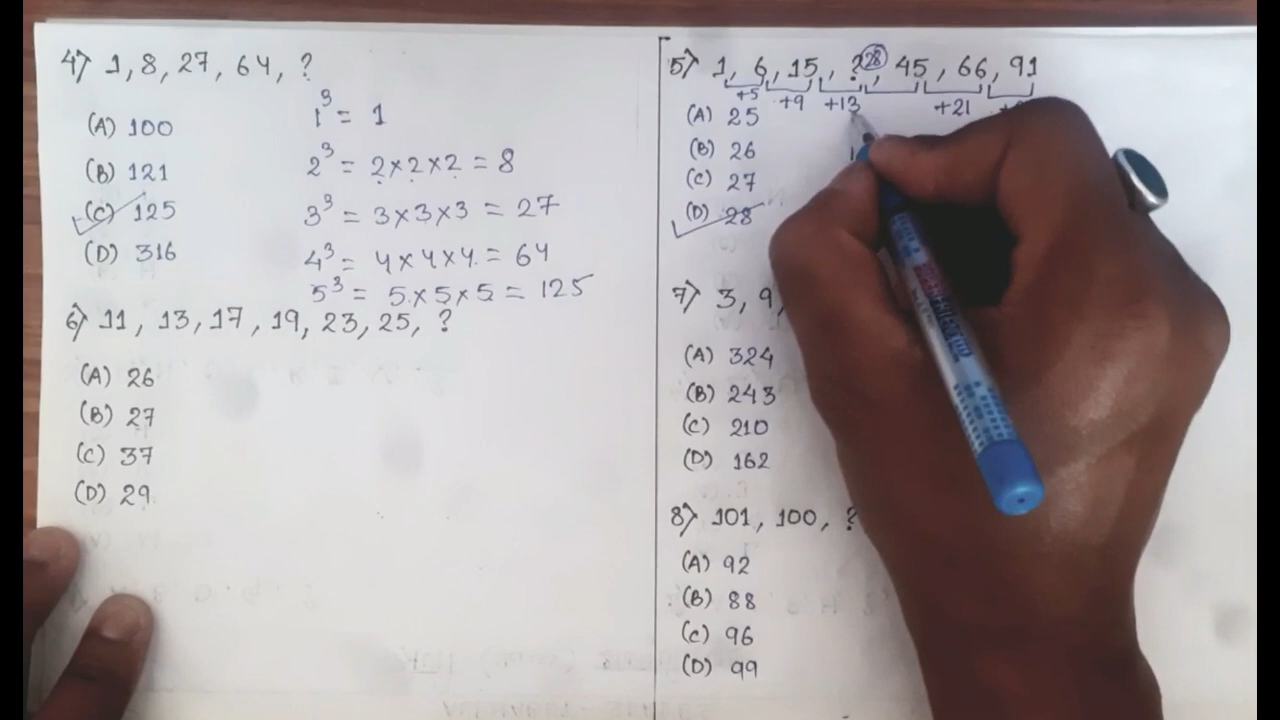 4) 1, 8, 27, 64, ?
(A) 100
(B) 121
(C) 125
(D) 316
1³ = 1
2³ = 2×2×2 = 8
3³ = 3×3×3 = 27
4³ = 4×4×4 = 64
5³ = 5×5×5 = 125
6) 11, 13, 17, 19, 23, 25, ?
(A) 26
(B) 27
(C) 37
(D) 29
5) 1, 6, 15, ? 28, 45, 66, 91
+5 +9 +13 +21
(A) 25
(B) 26
(C) 27
(D) 28
7) 3, 9,
(A) 324
(B) 243
(C) 210
(D) 162
8) 101, 100, ?
(A) 92
(B) 88
(C) 96
(D) 99